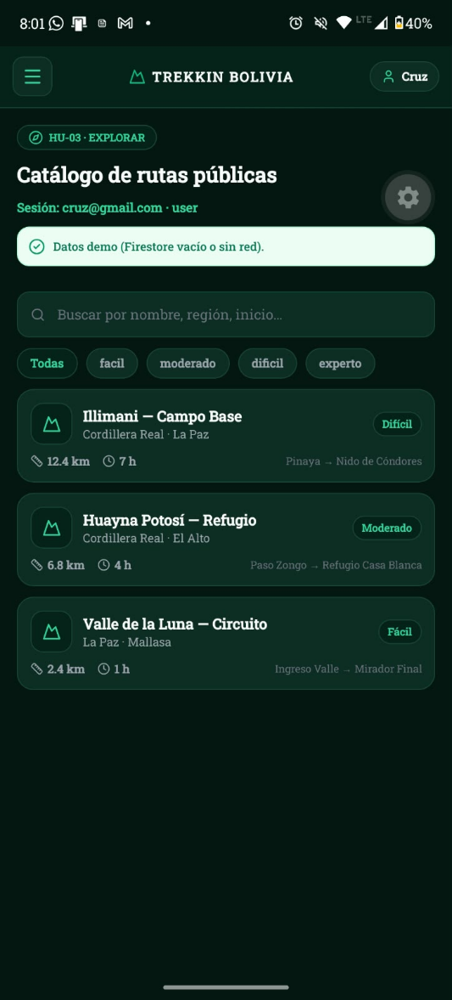 8:01 LTE 40%
TREKKIN BOLIVIA Cruz
HU-03 · EXPLORAR
Catálogo de rutas públicas
Sesión: cruz@gmail.com · user
Datos demo (Firestore vacío o sin red).
Buscar por nombre, región, inicio...
Todas facil moderado dificil experto
Illimani — Campo Base Difícil
Cordillera Real · La Paz
12.4 km 7 h Pinaya → Nido de Cóndores
Huayna Potosí — Refugio Moderado
Cordillera Real · El Alto
6.8 km 4 h Paso Zongo → Refugio Casa Blanca
Valle de la Luna — Circuito Fácil
La Paz · Mallasa
2.4 km 1 h Ingreso Valle → Mirador Final